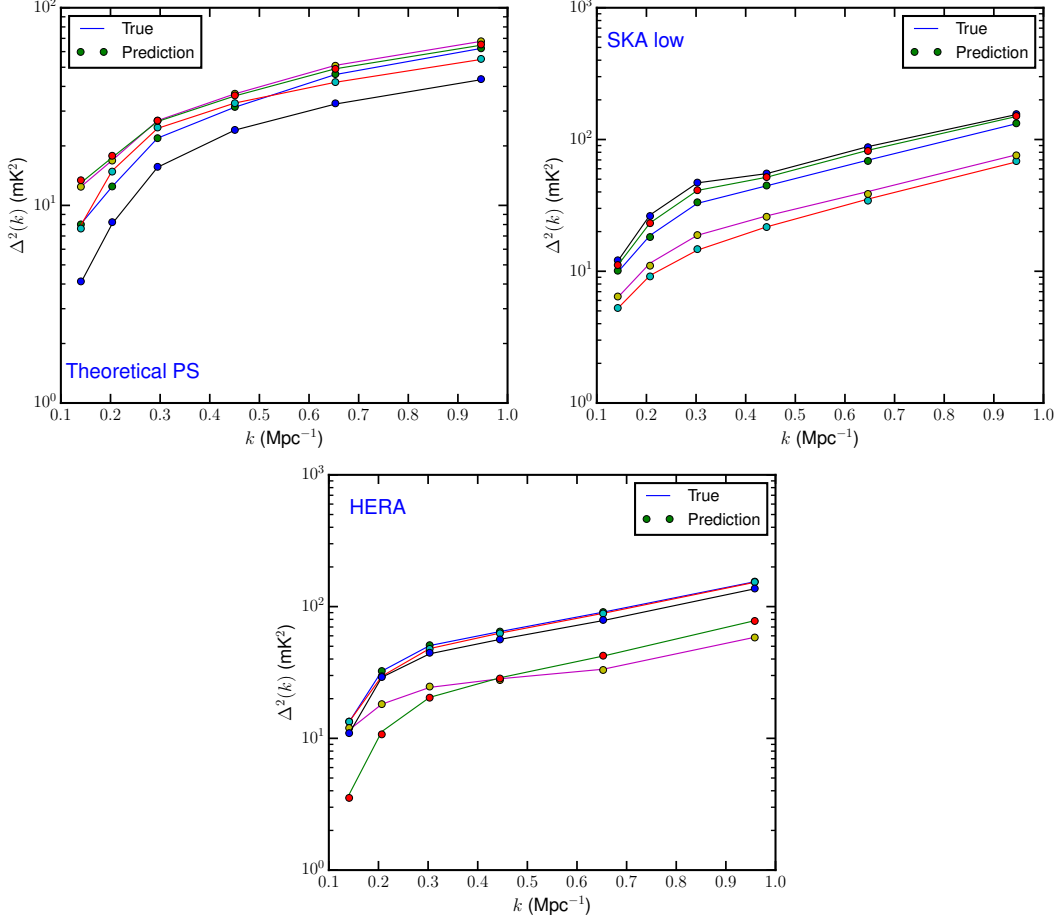 10²
10¹
10⁰
Δ²(k) (mK²)
True
Prediction
Theoretical PS
0.1 0.2 0.3 0.4 0.5 0.6 0.7 0.8 0.9 1.0
k (Mpc⁻¹)
10³
10²
10¹
10⁰
Δ²(k) (mK²)
SKA low
True
Prediction
0.1 0.2 0.3 0.4 0.5 0.6 0.7 0.8 0.9 1.0
k (Mpc⁻¹)
10³
10²
10¹
10⁰
Δ²(k) (mK²)
HERA
True
Prediction
0.1 0.2 0.3 0.4 0.5 0.6 0.7 0.8 0.9 1.0
k (Mpc⁻¹)